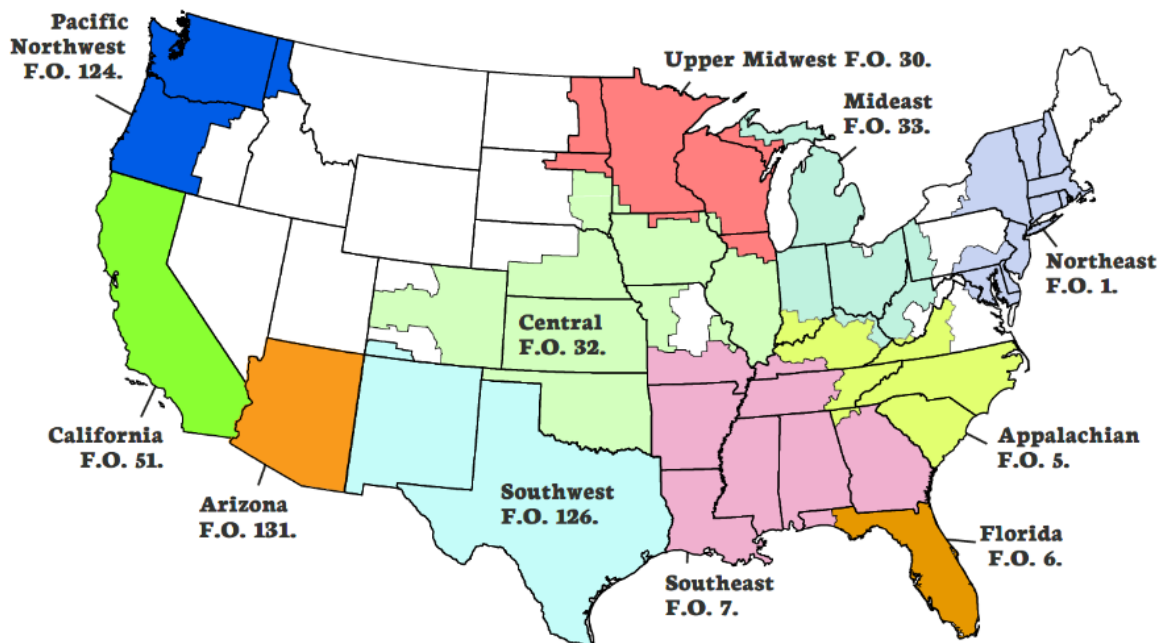 Pacific
Northwest
F.O. 124.
Upper Midwest F.O. 30.
Mideast
F.O. 33.
Northeast
F.O. 1.
Central
F.O. 32.
California
F.O. 51.
Arizona
F.O. 131.
Southwest
F.O. 126.
Appalachian
F.O. 5.
Southeast
F.O. 7.
Florida
F.O. 6.